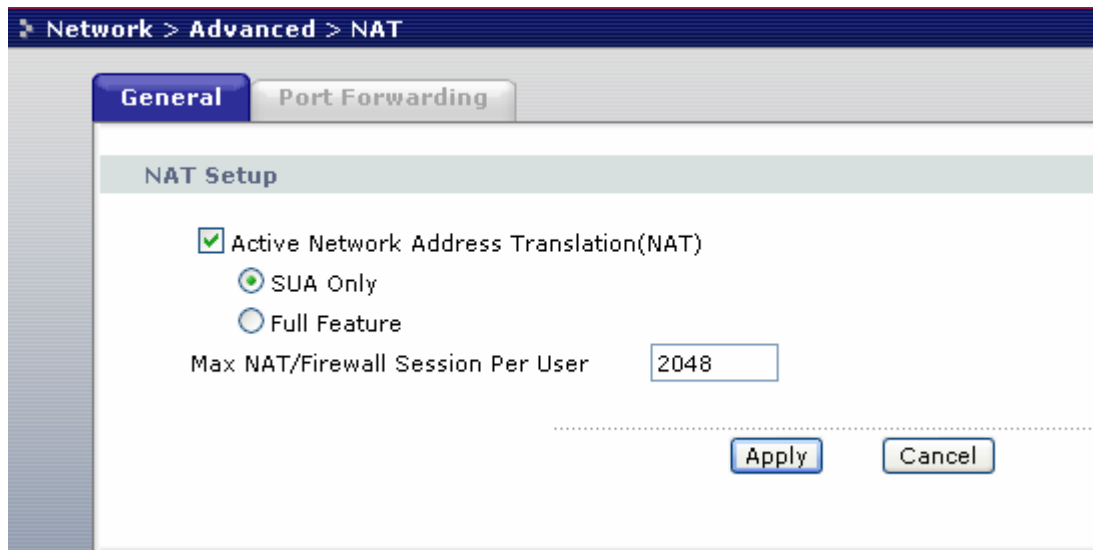 Network > Advanced > NAT
General
Port Forwarding
NAT Setup
Active Network Address Translation(NAT)
SUA Only
Full Feature
Max NAT/Firewall Session Per User 2048
Apply Cancel